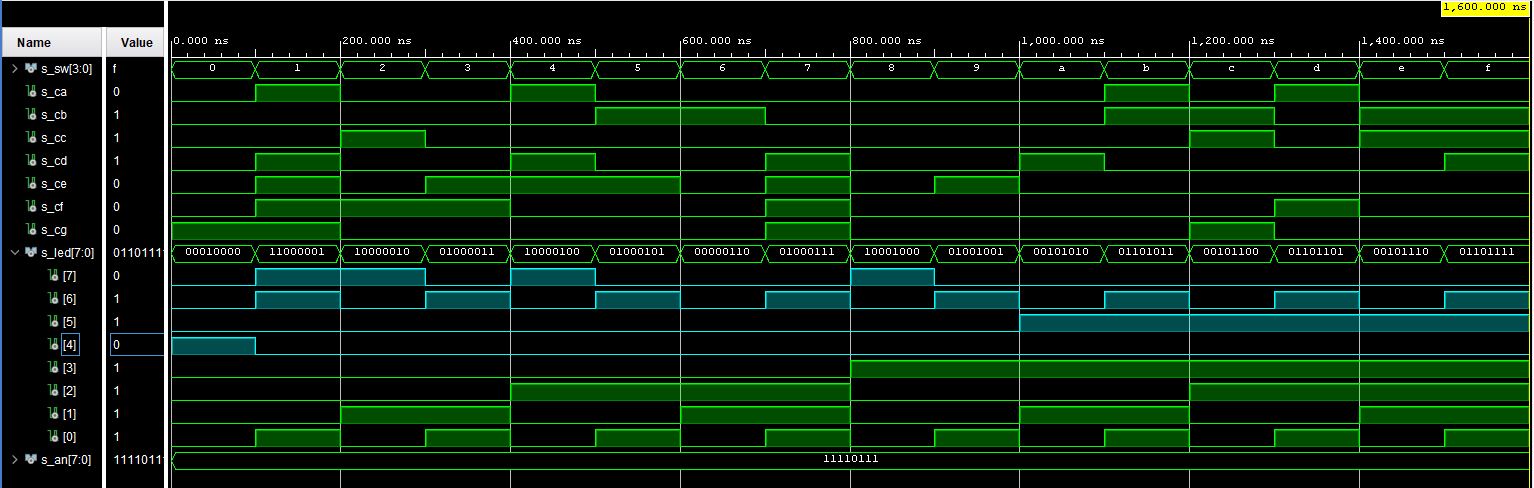 1,600.000 ns
Name Value 0.000 ns 200.000 ns 400.000 ns 600.000 ns 800.000 ns 1,000.000 ns 1,200.000 ns 1,400.000 ns
s_sw[3:0] f 0 1 2 3 4 5 6 7 8 9 a b c d e f
s_ca 0
s_cb 1
s_cc 1
s_cd 1
s_ce 0
s_cf 0
s_cg 0
s_led[7:0]01101111 00010000 11000001 10000010 01000011 10000100 01000101 00000110 01000111 10001000 01001001 00101010 01101011 00101100 01101101 00101110 01101111
[7] 0
[6] 1
[5] 1
[4] 0
[3] 1
[2] 1
[1] 1
[0] 1
s_an[7:0] 11110111 11110111